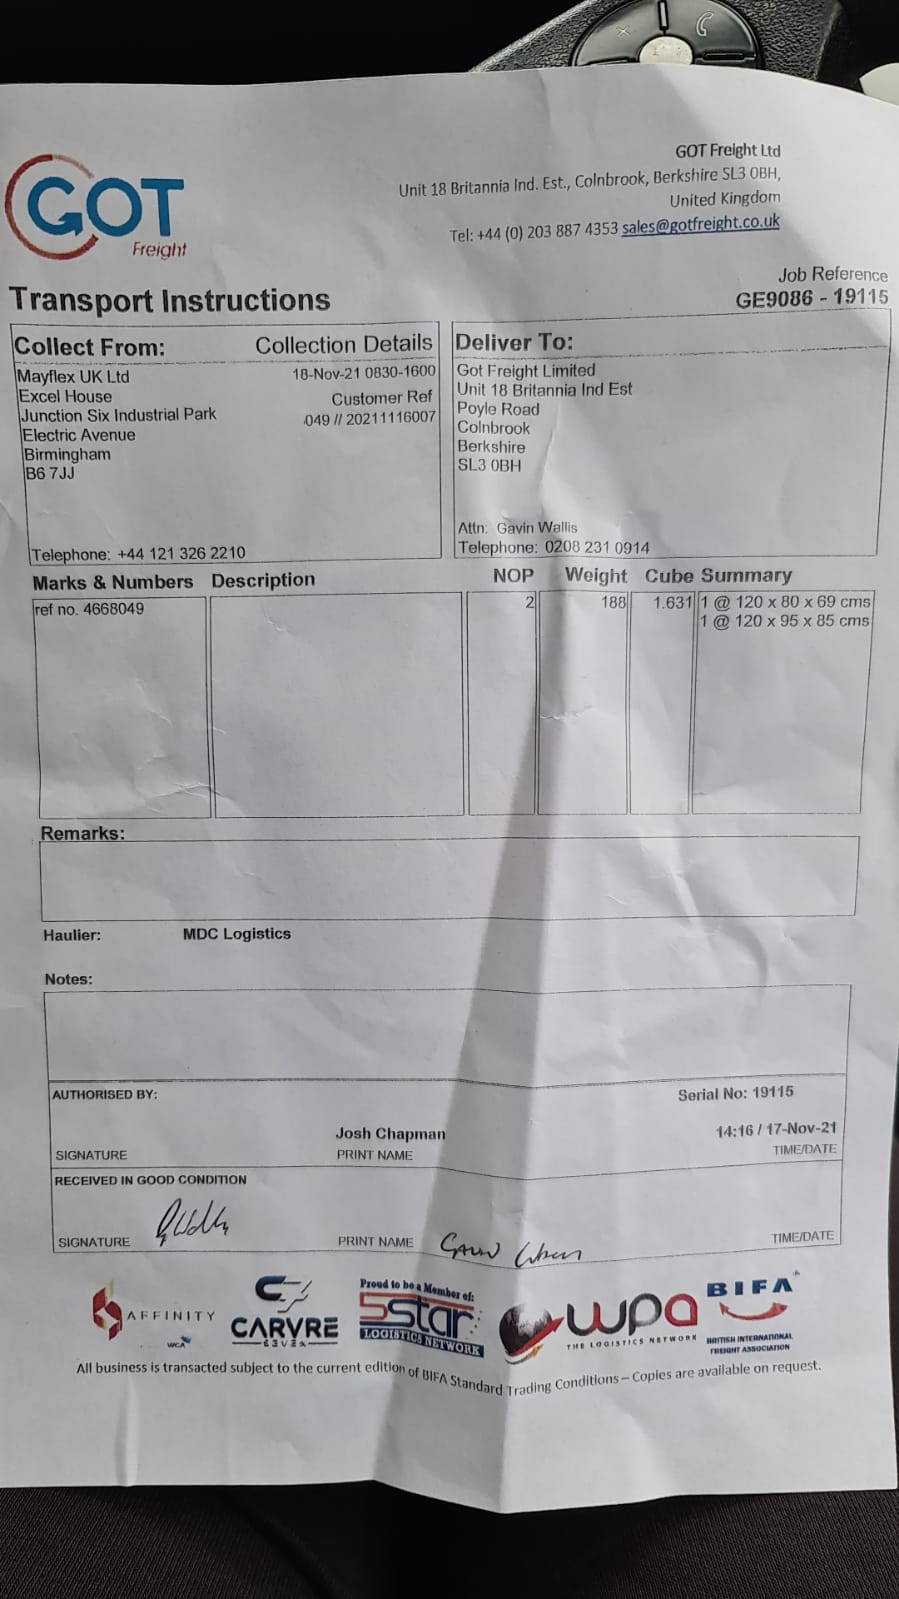 GOT
Freight
GOT Freight Ltd
Unit 18 Britannia Ind. Est., Colnbrook, Berkshire SL3 0BH,
United Kingdom
Tel: +44 (0) 203 887 4353 sales@gotfreight.co.uk
Job Reference
Transport Instructions GE9086 - 19115
Collect From: Collection Details
Mayflex UK Ltd 18-Nov-21 0830-1600
Excel House Customer Ref
Junction Six Industrial Park 049 // 20211116007
Electric Avenue
Birmingham
B6 7JJ
Telephone: +44 121 326 2210
Deliver To:
Got Freight Limited
Unit 18 Britannia Ind Est
Poyle Road
Colnbrook
Berkshire
SL3 0BH
Attn: Gavin Wallis
Telephone: 0208 231 0914
Marks & Numbers Description NOP Weight Cube Summary
ref no. 4668049 2 188 1.631 1 @ 120 x 80 x 69 cms
1 @ 120 x 95 x 85 cms
Remarks:
Haulier: MDC Logistics
Notes:
AUTHORISED BY: Serial No: 19115
Josh Chapman 14:16 / 17-Nov-21
SIGNATURE PRINT NAME TIME/DATE
RECEIVED IN GOOD CONDITION
SIGNATURE PRINT NAME TIME/DATE
AFFINITY
WCA
CARVRE
SEVEN
Proud to be a Member of:
5star
LOGISTICS NETWORK
wpa
THE LOGISTICS NETWORK
BIFA
BRITISH INTERNATIONAL
FREIGHT ASSOCIATION
All business is transacted subject to the current edition of BIFA Standard Trading Conditions – Copies are available on request.